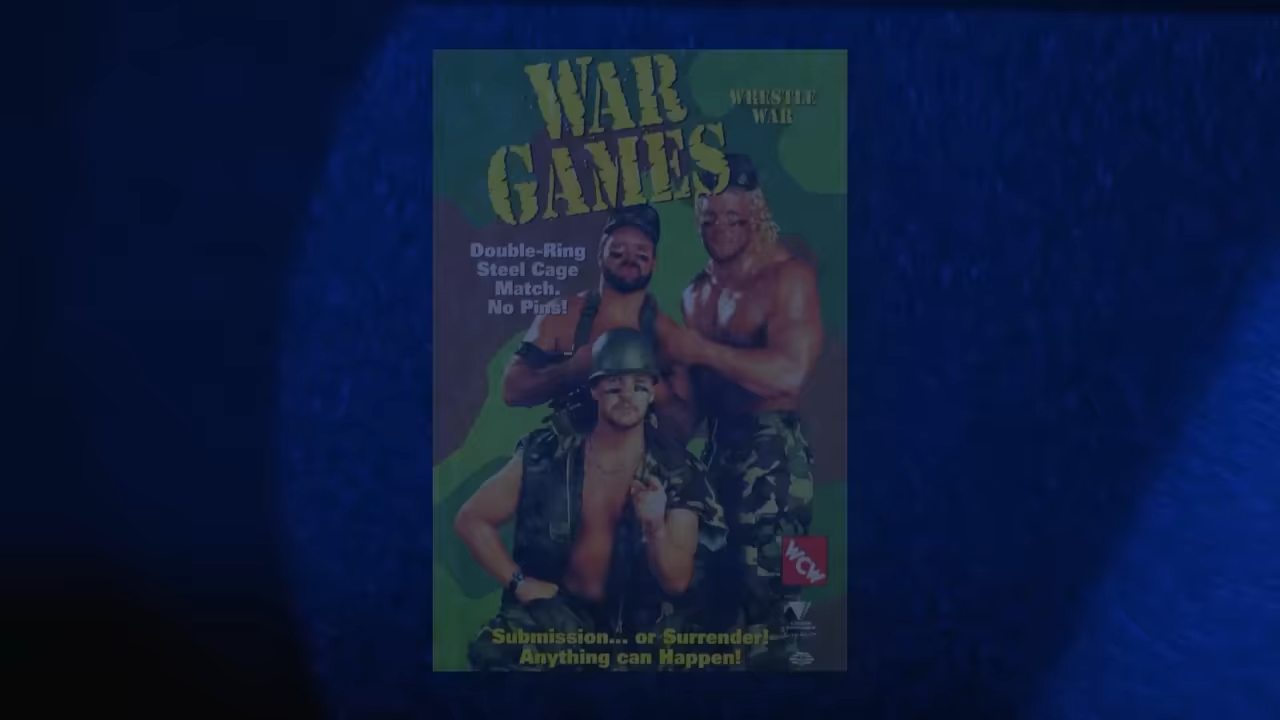 WAR
GAMES
WRESTLE
WAR
Double-Ring
Steel Cage
Match.
No Pins!
WCW
Submission... or Surrender!
Anything can Happen!